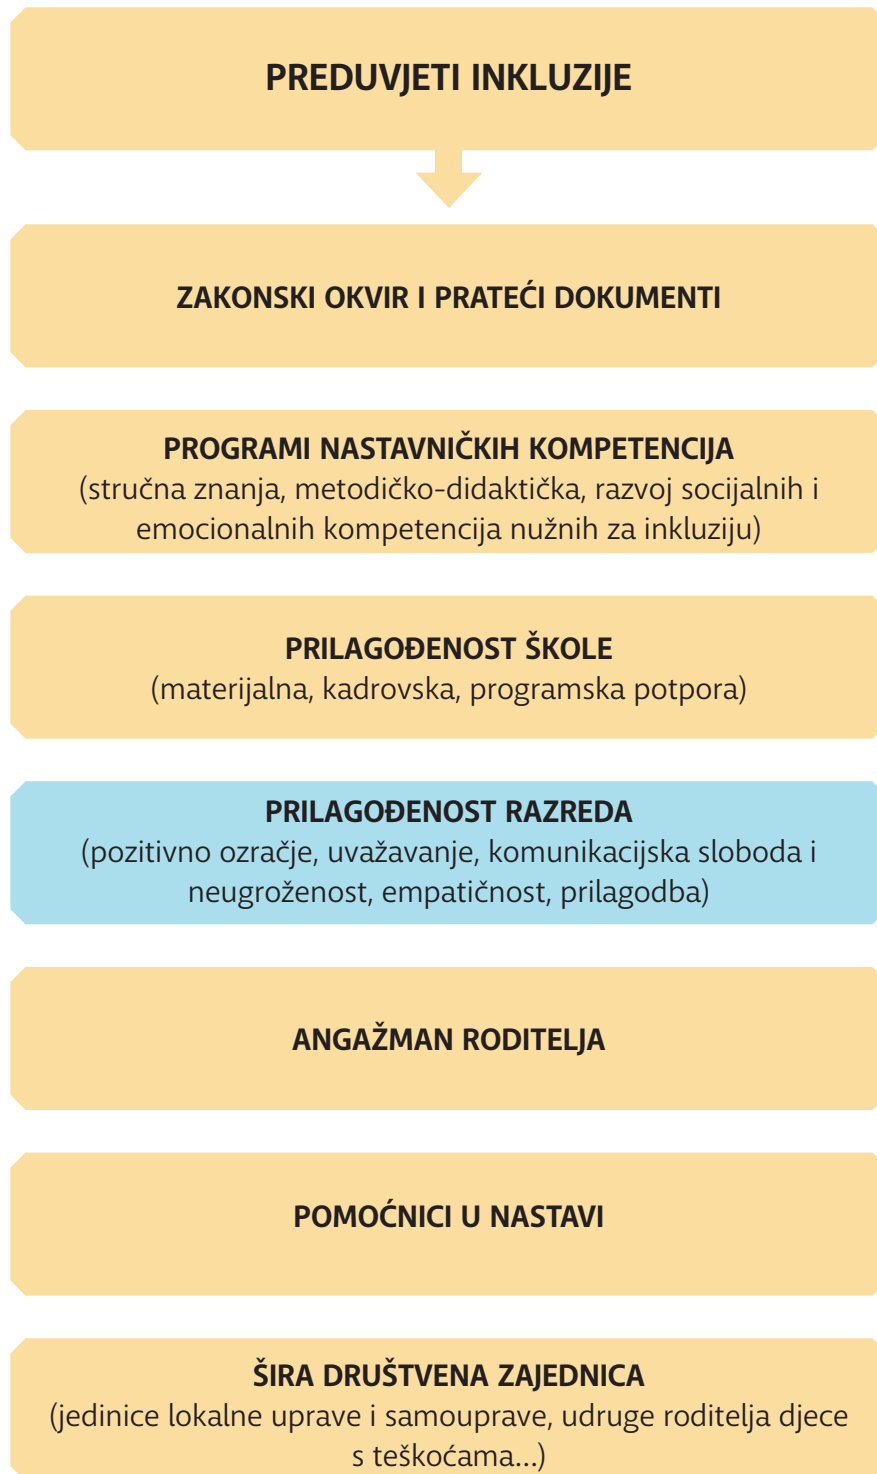 PREDUVJETI INKLUZIJE
ZAKONSKI OKVIR I PRATEĆI DOKUMENTI
PROGRAMI NASTAVNIČKIH KOMPETENCIJA
(stručna znanja, metodičko-didaktička, razvoj socijalnih i
emocionalnih kompetencija nužnih za inkluziju)
PRILAGOĐENOST ŠKOLE
(materijalna, kadrovska, programska potpora)
PRILAGOĐENOST RAZREDA
(pozitivno ozračje, uvažavanje, komunikacijska sloboda i
neugroženost, empatičnost, prilagodba)
ANGAŽMAN RODITELJA
POMOĆNICI U NASTAVI
ŠIRA DRUŠTVENA ZAJEDNICA
(jedinice lokalne uprave i samouprave, udruge roditelja djece
s teškoćama...)